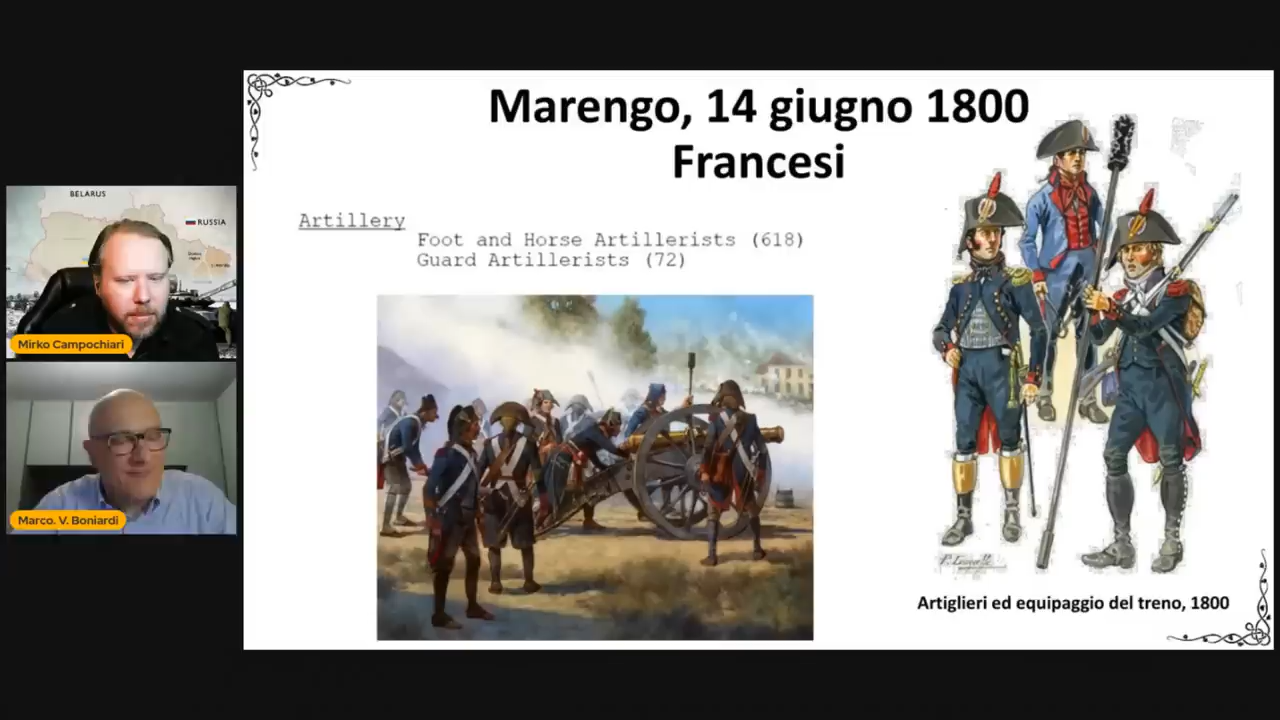 Marengo, 14 giugno 1800
Francesi
Artillery
Foot and Horse Artillerists (618)
Guard Artillerists (72)
Artiglieri ed equipaggio del treno, 1800
BELARUS
RUSSIA
Mirko Campochiari
Marco. V. Boniardi